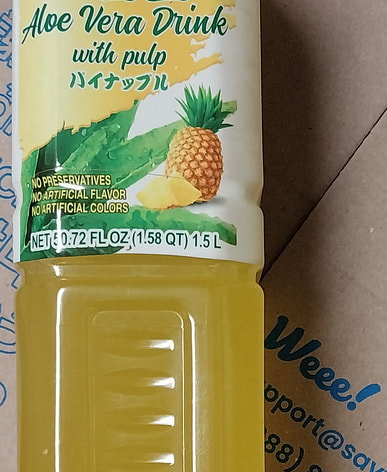 Aloe Vera Drink
with pulp
パイナップル
NO PRESERVATIVES
NO ARTIFICIAL FLAVOR
NO ARTIFICIAL COLORS
NET 50.72 FL OZ (1.58 QT) 1.5 L
Weee!